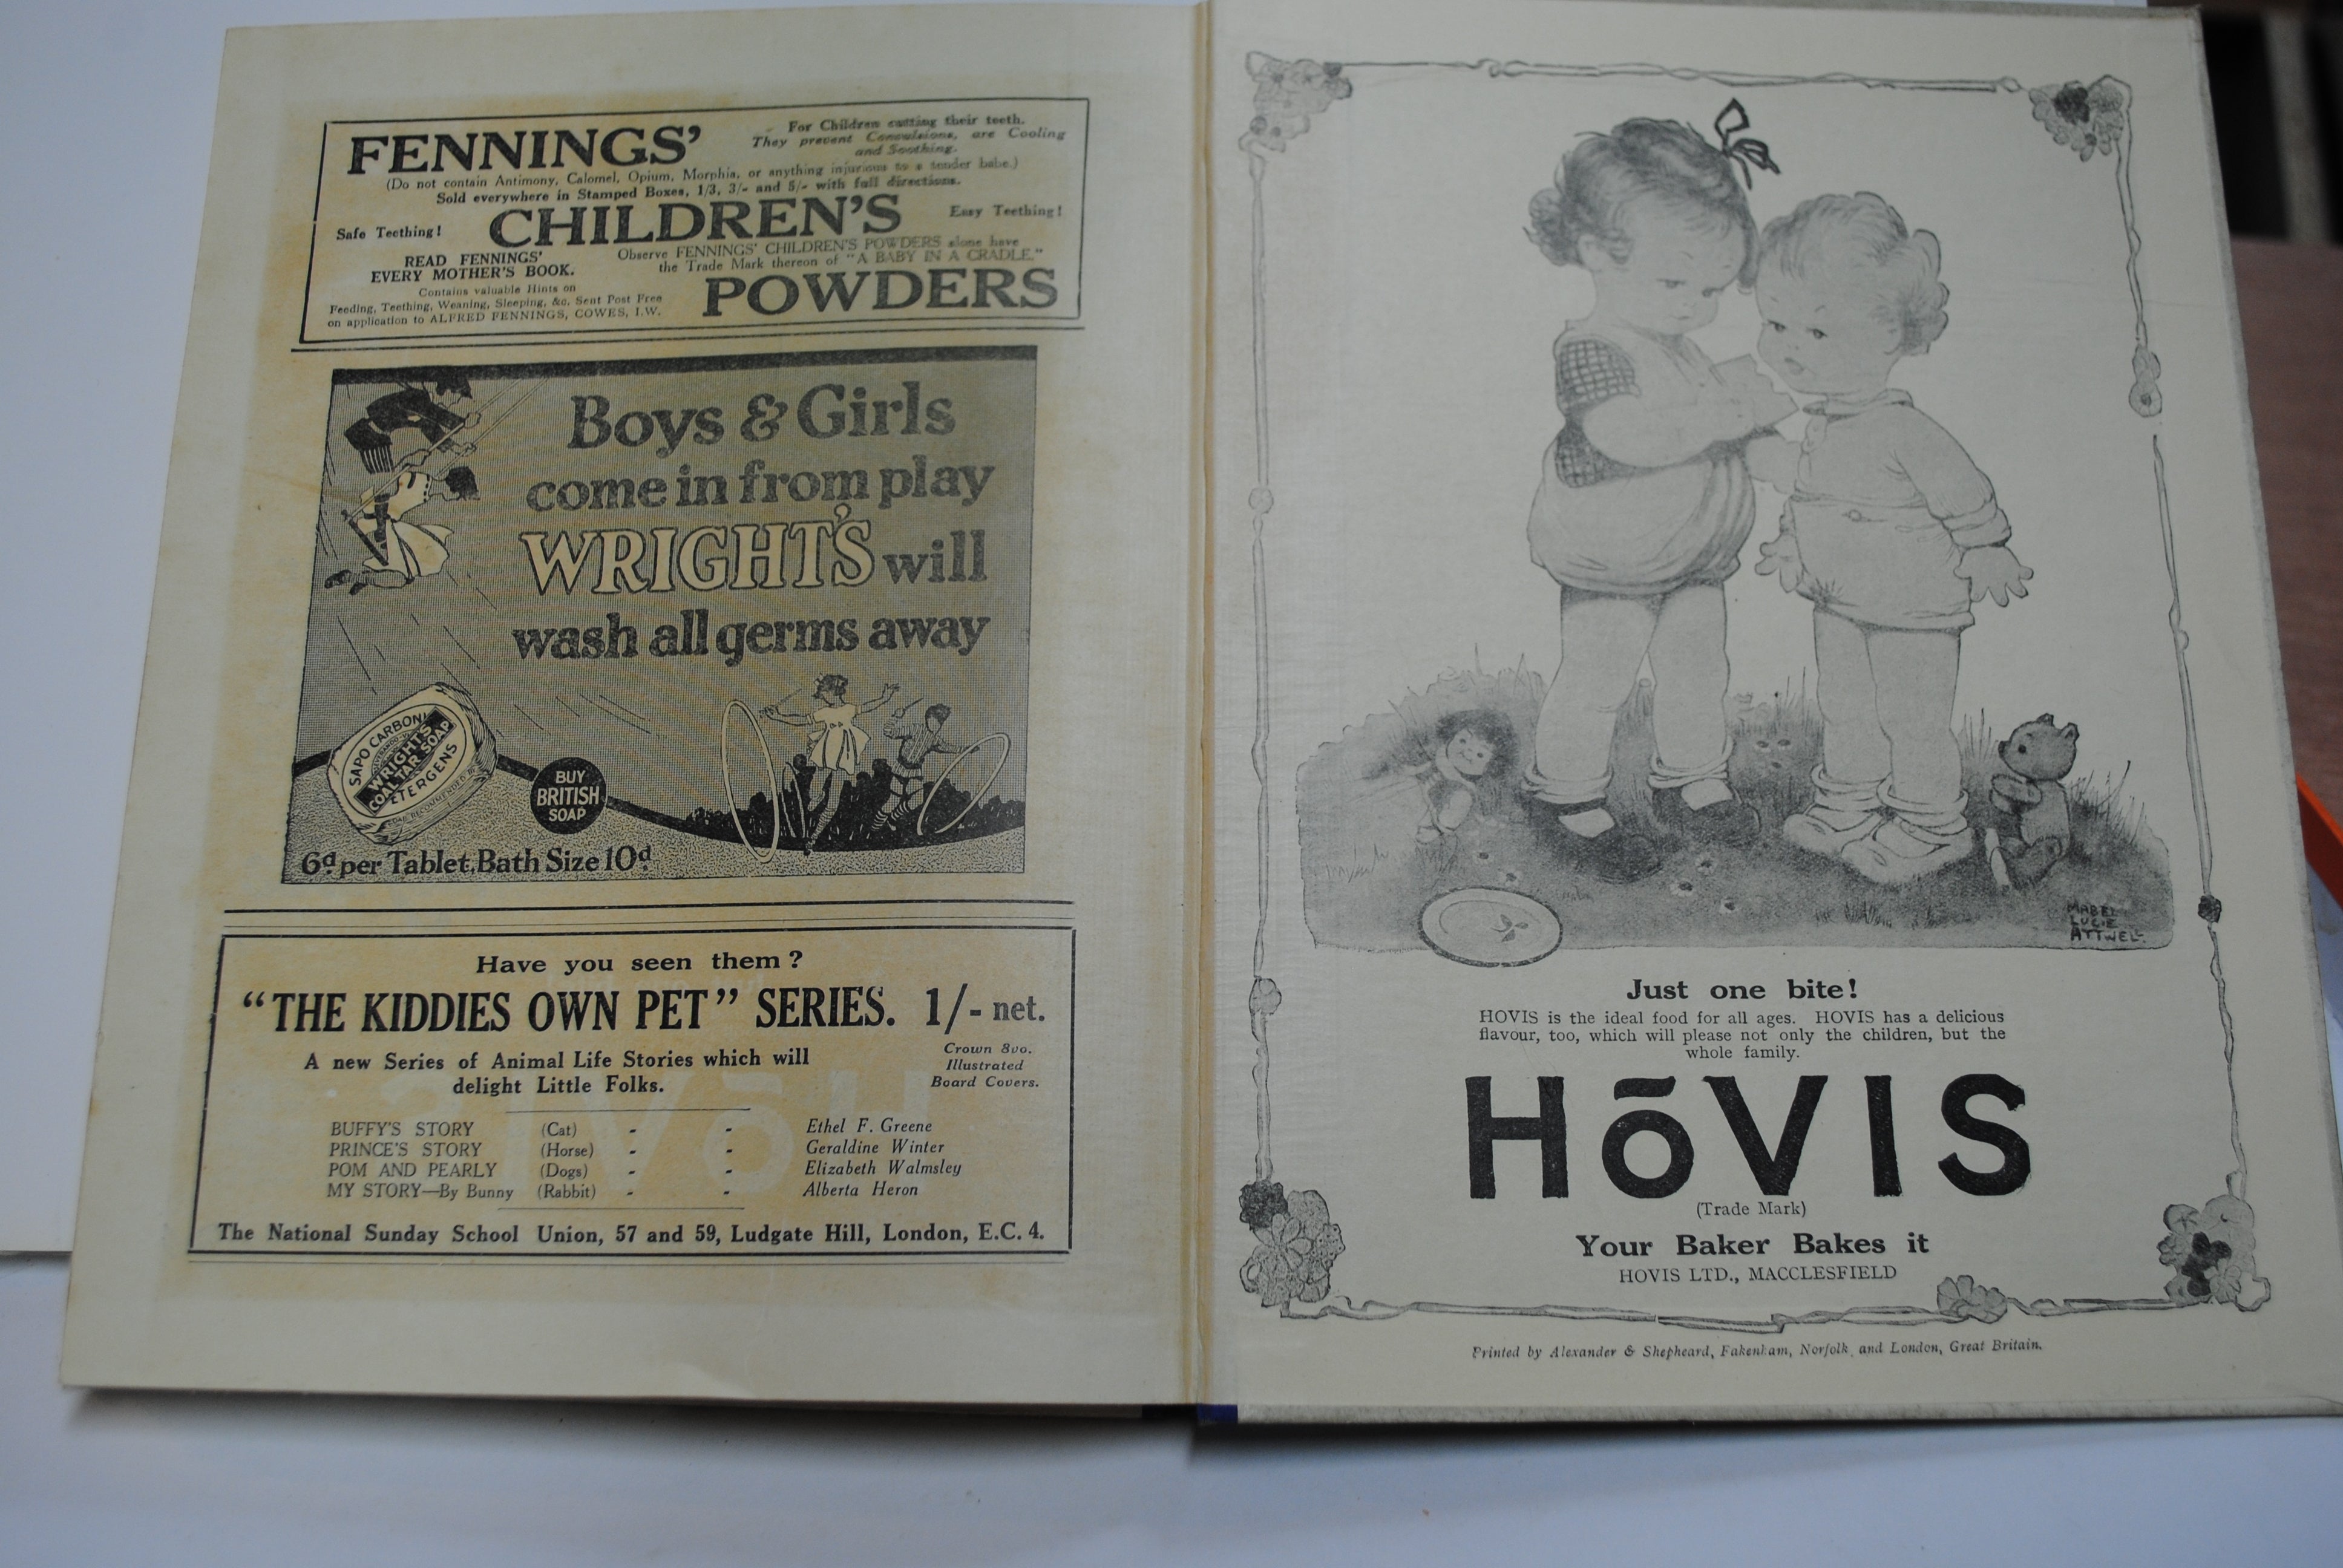 FENNINGS'
For Children cutting their teeth.
They prevent Convulsions, are Cooling
and Soothing.
(Do not contain Antimony, Calomel, Opium, Morphia, or anything injurious to a tender babe.)
Sold everywhere in Stamped Boxes, 1/3, 3/- and 5/- with full directions.
Safe Teething!
CHILDREN'S
Easy Teething!
READ FENNINGS'
EVERY MOTHER'S BOOK.
Observe FENNINGS' CHILDREN'S POWDERS alone have
the Trade Mark thereon of "A BABY IN A CRADLE."
Contains valuable Hints on
Feeding, Teething, Weaning, Sleeping, &c. Sent Post Free
on application to ALFRED FENNINGS, COWES, I.W.
POWDERS
Boys & Girls
come in from play
WRIGHT'S will
wash all germs away
SAPO CARBONI
WRIGHT'S
COAL TAR SOAP
DETERGENS
BUY
BRITISH
SOAP
6d per Tablet, Bath Size 10d
Have you seen them?
"THE KIDDIES OWN PET" SERIES. 1/- net.
A new Series of Animal Life Stories which will
delight Little Folks.
Crown 8vo.
Illustrated
Board Covers.
BUFFY'S STORY (Cat) - - Ethel F. Greene
PRINCE'S STORY (Horse) - - Geraldine Winter
POM AND PEARLY (Dogs) - - Elizabeth Walmsley
MY STORY—By Bunny (Rabbit) - - Alberta Heron
The National Sunday School Union, 57 and 59, Ludgate Hill, London, E.C. 4.
MABEL
LUCIE
ATTWELL
Just one bite!
HOVIS is the ideal food for all ages. HOVIS has a delicious
flavour, too, which will please not only the children, but the
whole family.
HōVIS
(Trade Mark)
Your Baker Bakes it
HOVIS LTD., MACCLESFIELD
Printed by Alexander & Shepheard, Fakenham, Norfolk, and London, Great Britain.